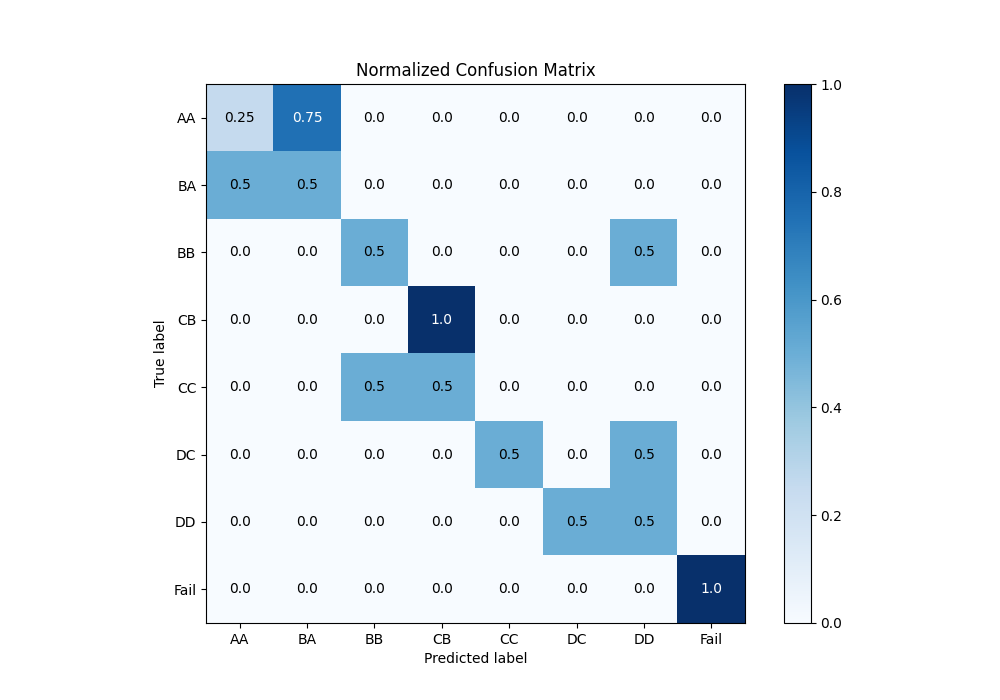 Normalized Confusion Matrix
AA 0.25 0.75 0.0 0.0 0.0 0.0 0.0 0.0
BA 0.5 0.5 0.0 0.0 0.0 0.0 0.0 0.0
BB 0.0 0.0 0.5 0.0 0.0 0.0 0.5 0.0
CB 0.0 0.0 0.0 1.0 0.0 0.0 0.0 0.0
CC 0.0 0.0 0.5 0.5 0.0 0.0 0.0 0.0
DC 0.0 0.0 0.0 0.0 0.5 0.0 0.5 0.0
DD 0.0 0.0 0.0 0.0 0.0 0.5 0.5 0.0
Fail 0.0 0.0 0.0 0.0 0.0 0.0 0.0 1.0
AA BA BB CB CC DC DD Fail
Predicted label
True label
1.0
0.8
0.6
0.4
0.2
0.0